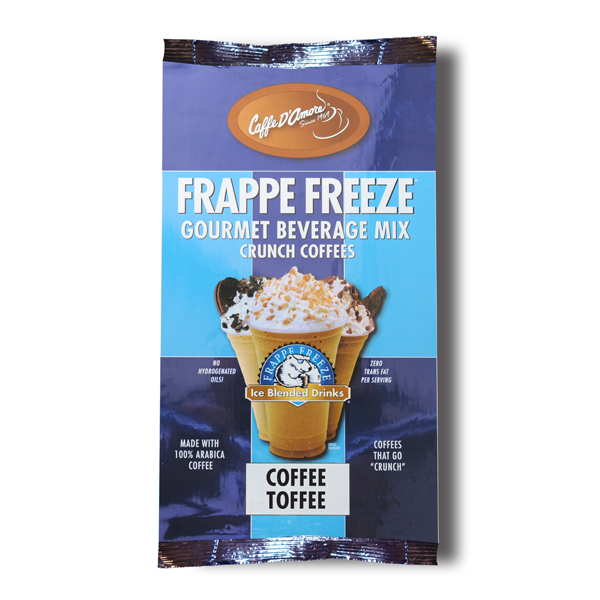 Caffe D'Amore®
Since 1969
FRAPPE FREEZE
GOURMET BEVERAGE MIX
CRUNCH COFFEES
NO
HYDROGENATED
OILS!
ZERO
TRANS FAT
PER SERVING
FRAPPE FREEZE
Ice Blended Drinks
MADE WITH
100% ARABICA
COFFEE
COFFEES
THAT GO
"CRUNCH"
COFFEE
TOFFEE